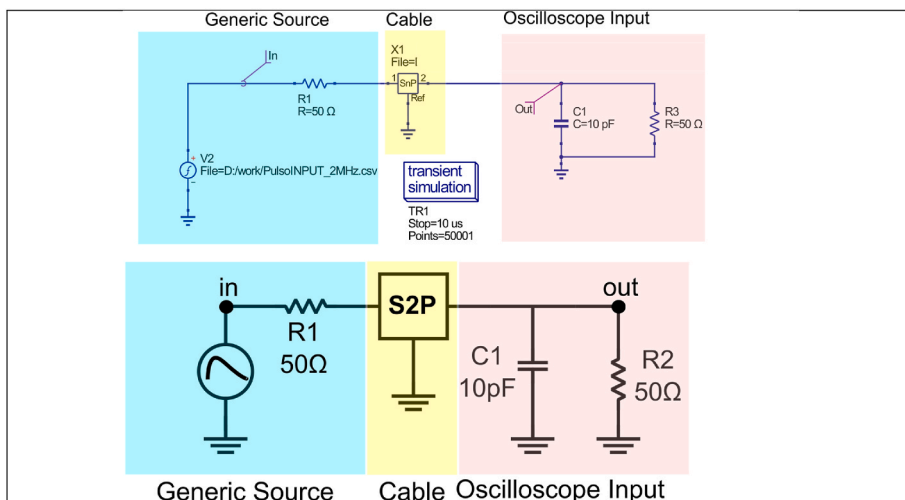 Generic Source
Cable
Oscilloscope Input
In
R1
R=50 Ω
X1
File=I
1
SnP
2
Ref
Out
C1
C=10 pF
R3
R=50 Ω
V2
File=D:/work/PulsoINPUT_2MHz.csv
+
−
transient
simulation
TR1
Stop=10 us
Points=50001
in
R1
50Ω
S2P
out
C1
10pF
R2
50Ω
Generic Source
Cable
Oscilloscope Input